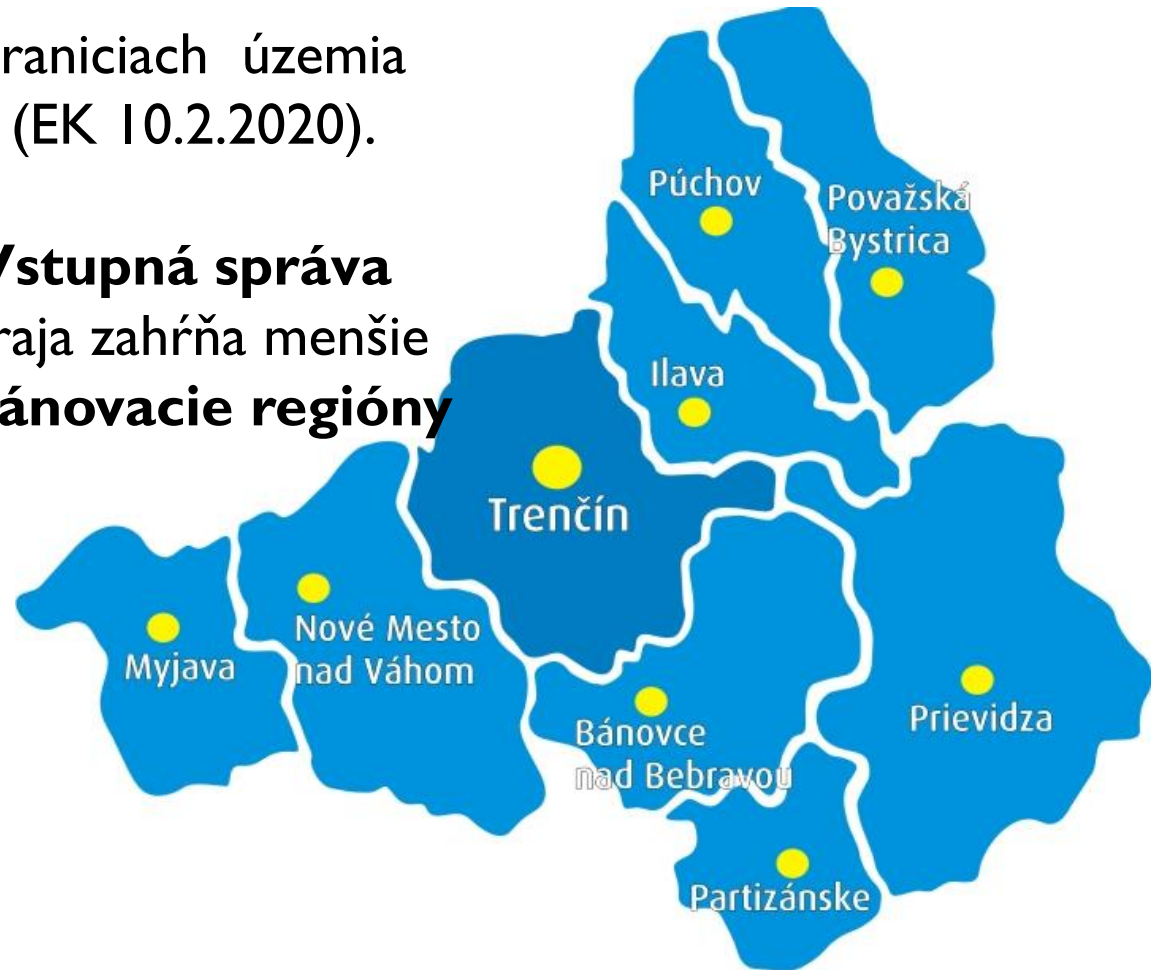 raniciach územia
(EK 10.2.2020).
Vstupná správa
raja zahŕňa menšie
ánovacie regióny
Púchov
Považská
Bystrica
Ilava
Trenčín
Nové Mesto
nad Váhom
Myjava
Bánovce
nad Bebravou
Prievidza
Partizánske